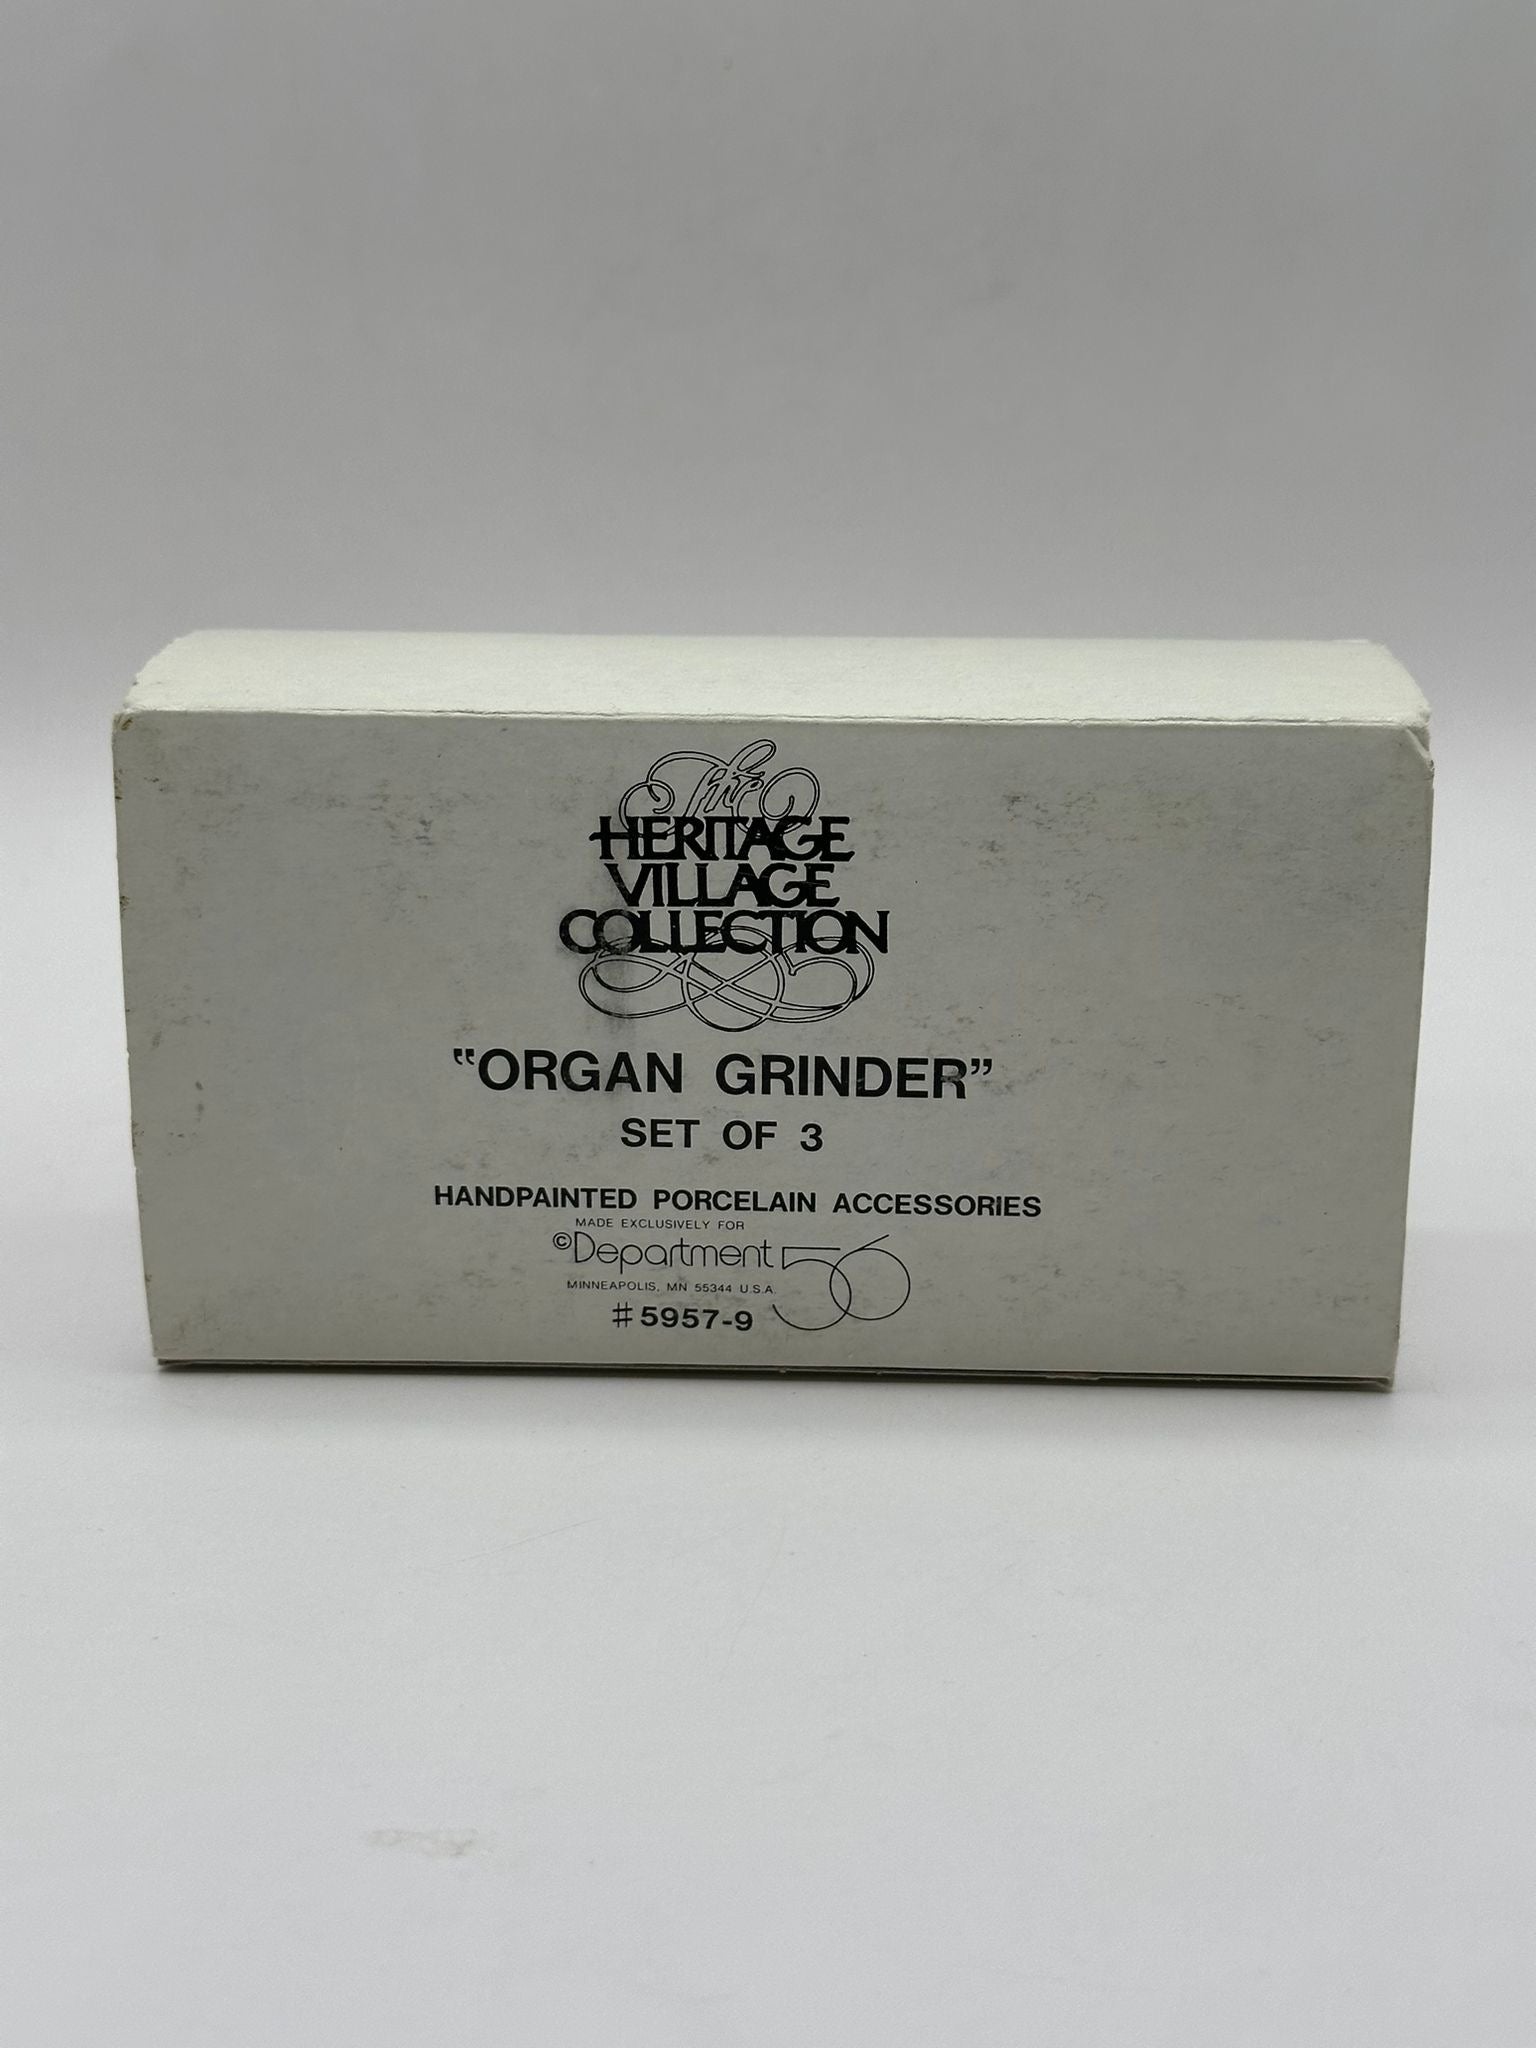 The
HERITAGE
VILLAGE
COLLECTION
"ORGAN GRINDER"
SET OF 3
HANDPAINTED PORCELAIN ACCESSORIES
MADE EXCLUSIVELY FOR
©Department 56
MINNEAPOLIS, MN 55344 U.S.A.
#5957-9